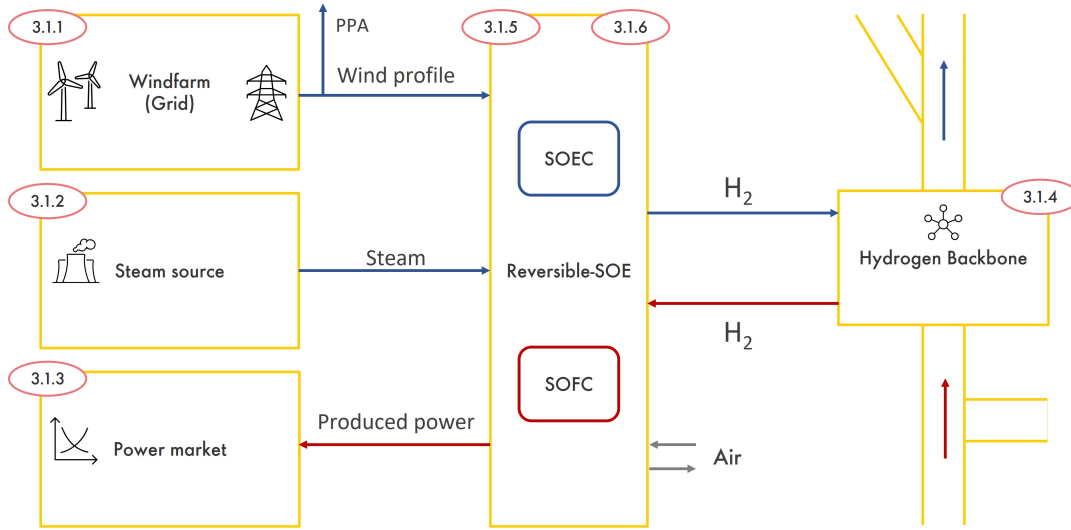 3.1.1
Windfarm
(Grid)
PPA
Wind profile
3.1.2
Steam source
Steam
3.1.3
Power market
Produced power
3.1.5
3.1.6
SOEC
Reversible-SOE
SOFC
H₂
H₂
Air
3.1.4
Hydrogen Backbone